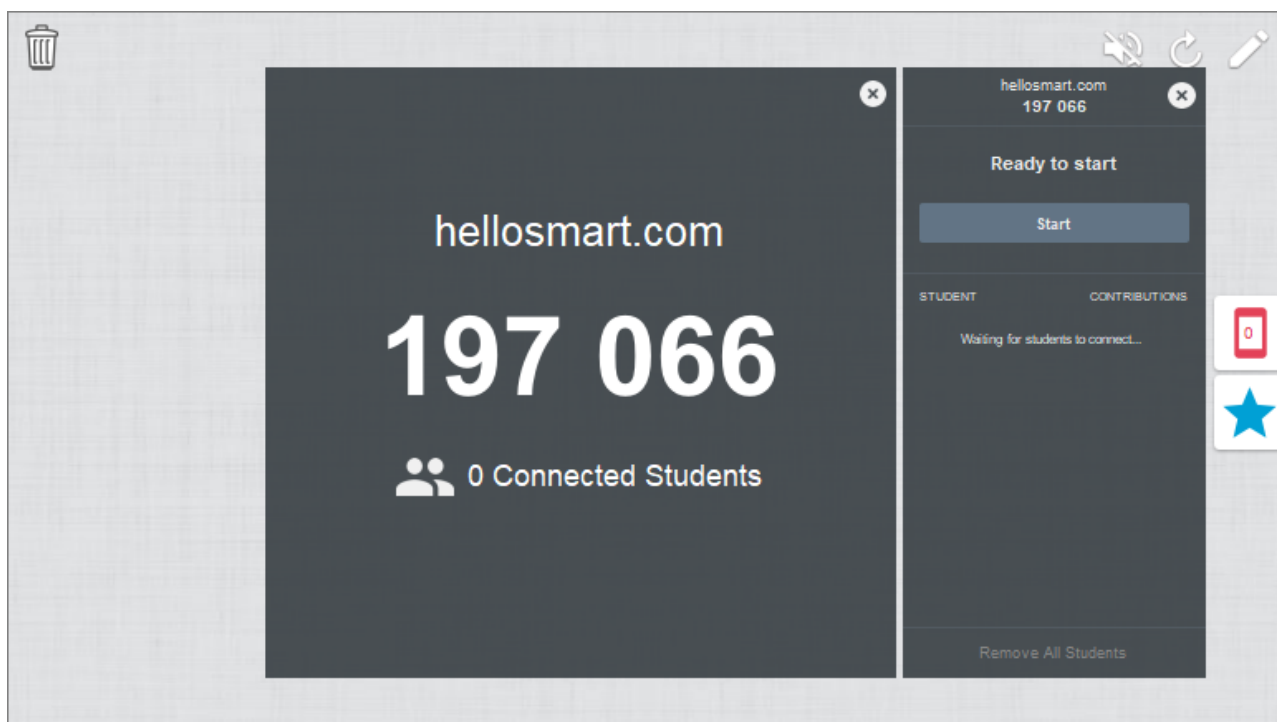 hellosmart.com
197 066
0 Connected Students
hellosmart.com
197 066
Ready to start
Start
STUDENT CONTRIBUTIONS
Waiting for students to connect...
Remove All Students
0